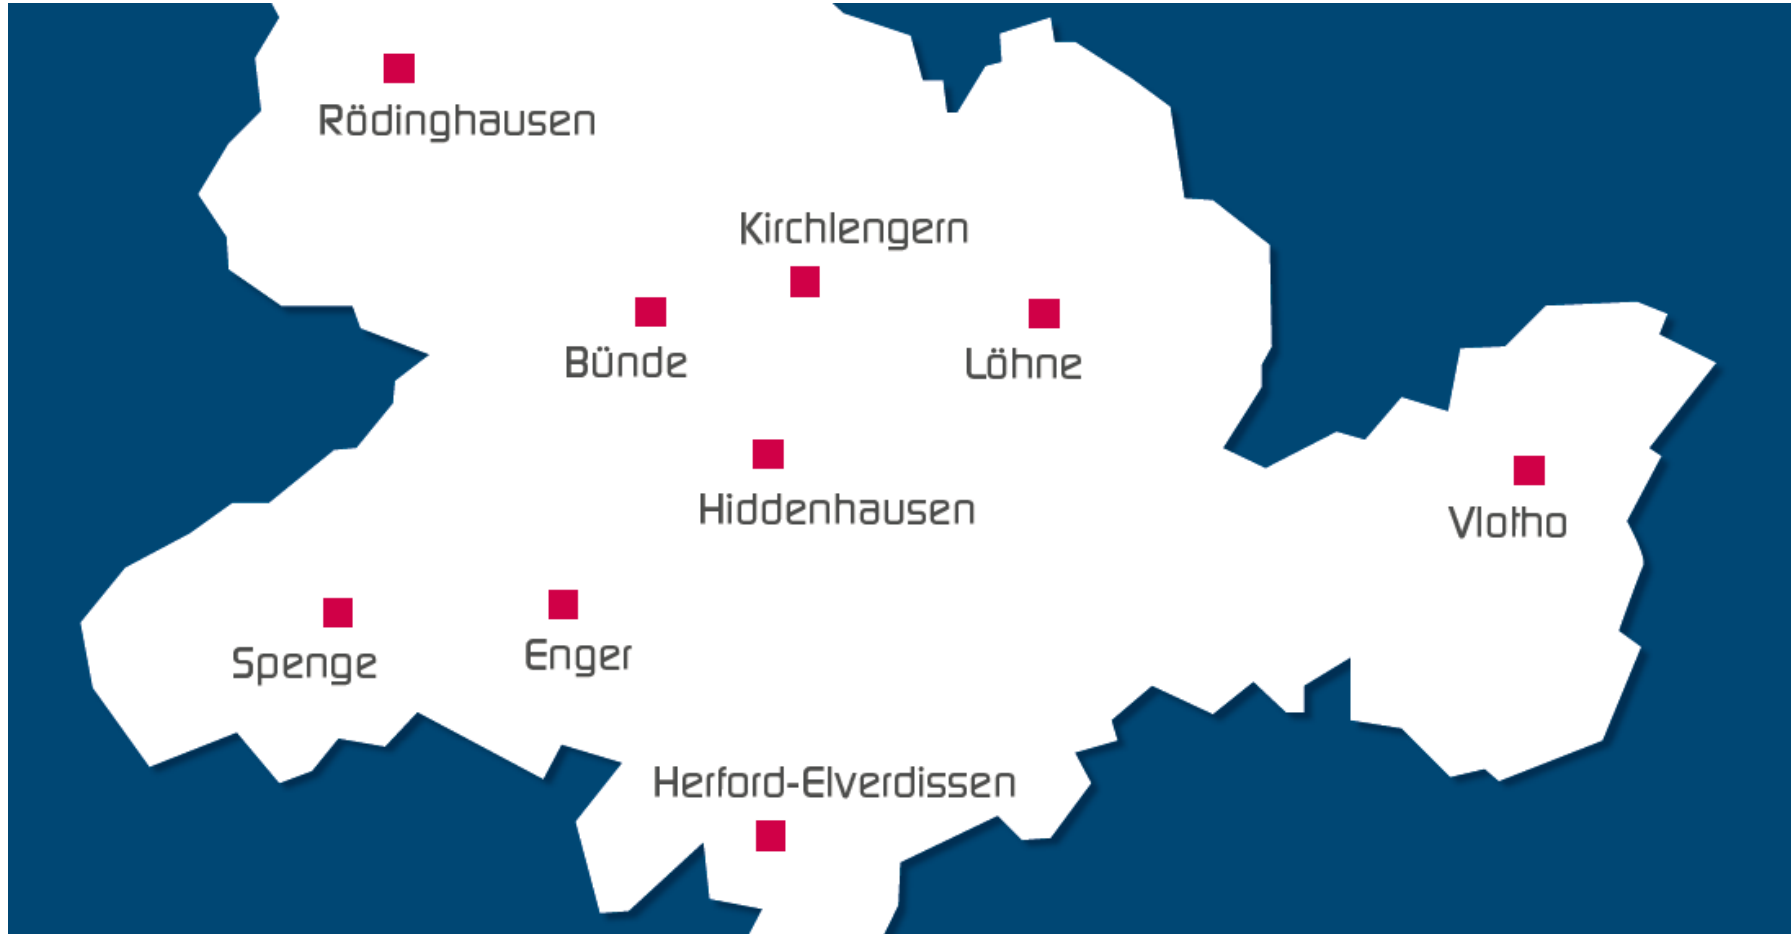 Rödinghausen
Kirchlengern
Bünde
Löhne
Hiddenhausen
Vlotho
Spenge
Enger
Herford-Elverdissen